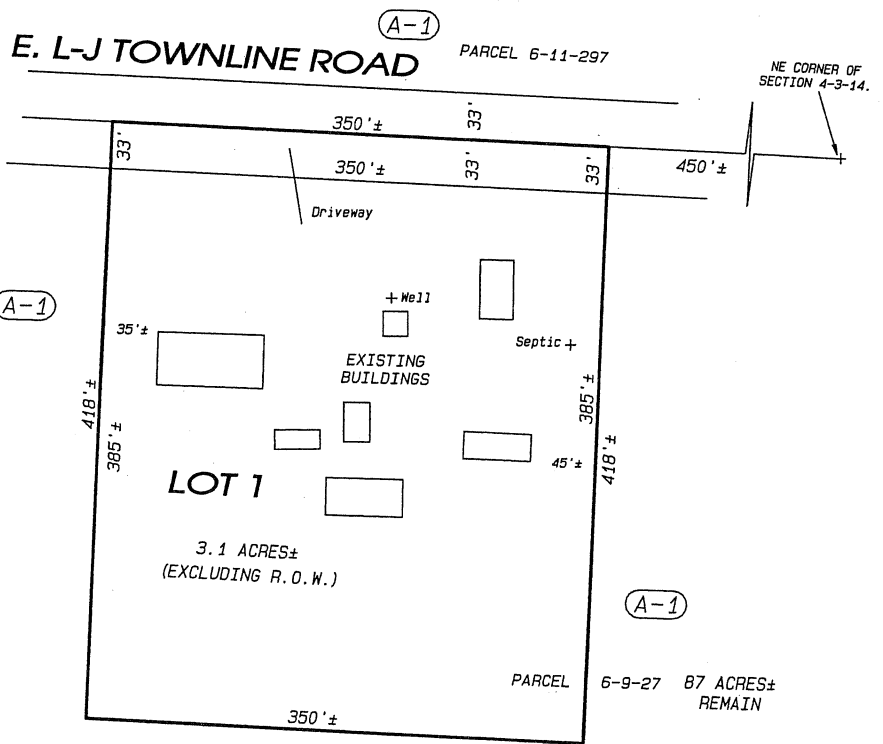 A-1
E. L-J TOWNLINE ROAD
PARCEL 6-11-297
NE CORNER OF
SECTION 4-3-14.
350'±
33'
33'
350'±
33'
33'
450'±
Driveway
A-1
Well
35'±
Septic
EXISTING
BUILDINGS
418'±
385'±
385'±
418'±
45'±
LOT 1
3.1 ACRES±
(EXCLUDING R.O.W.)
A-1
PARCEL 6-9-27 87 ACRES±
REMAIN
350'±